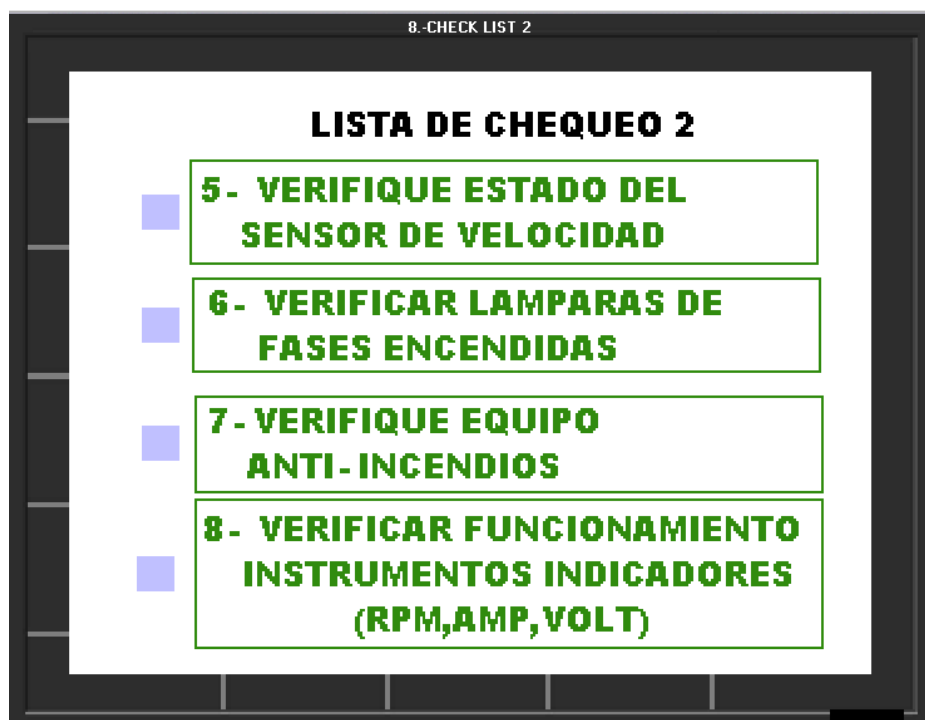 8.-CHECK LIST 2
LISTA DE CHEQUEO 2
5- VERIFIQUE ESTADO DEL
SENSOR DE VELOCIDAD
6- VERIFICAR LAMPARAS DE
FASES ENCENDIDAS
7- VERIFIQUE EQUIPO
ANTI-INCENDIOS
8- VERIFICAR FUNCIONAMIENTO
INSTRUMENTOS INDICADORES
(RPM,AMP,VOLT)